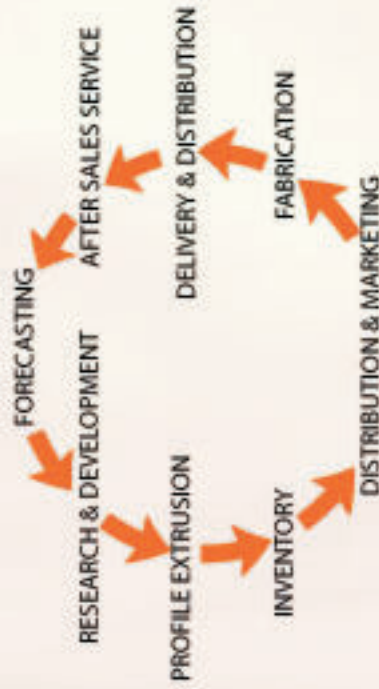 FORECASTING
RESEARCH & DEVELOPMENT
PROFILE EXTRUSION
INVENTORY
DISTRIBUTION & MARKETING
FABRICATION
DELIVERY & DISTRIBUTION
AFTER SALES SERVICE